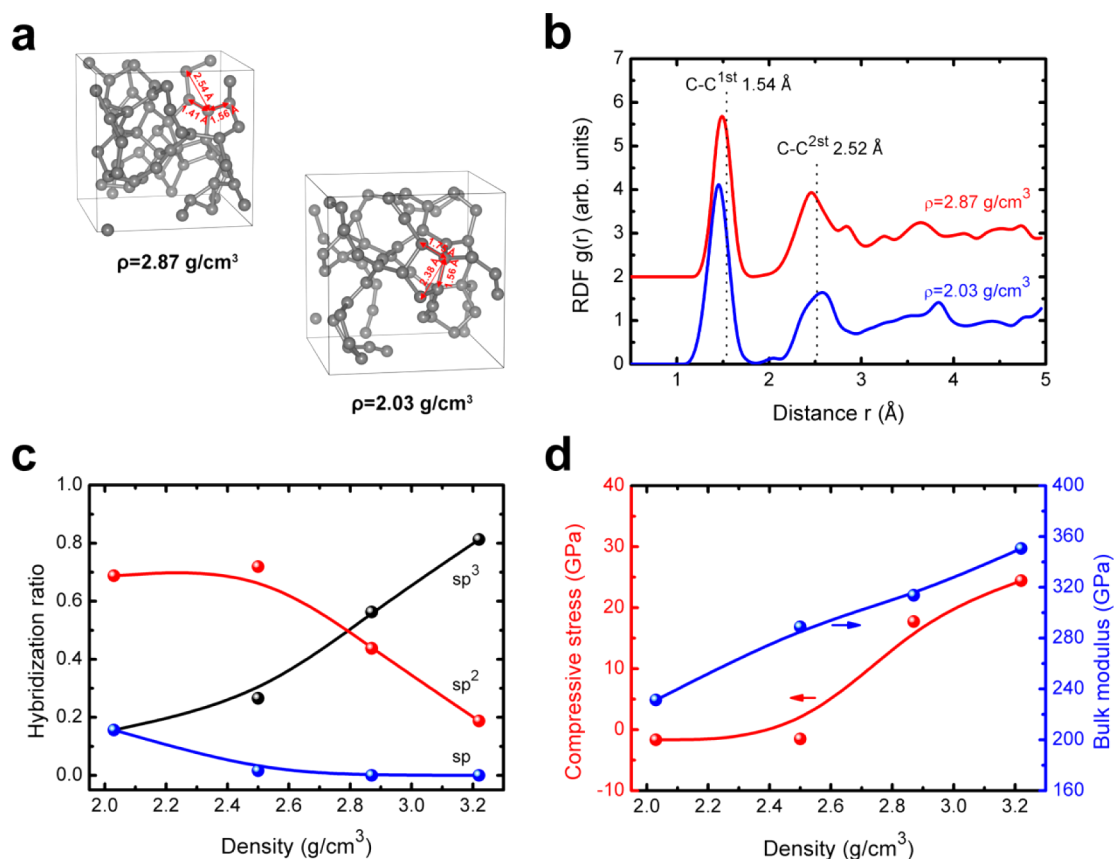 a
2.54 Å
1.41 Å
1.56 Å
ρ=2.87 g/cm³
2.38 Å
1.56 Å
ρ=2.03 g/cm³
b
7
6
5
4
3
2
1
0
RDF g(r) (arb. units)
C-C¹ˢᵗ 1.54 Å
C-C²ˢᵗ 2.52 Å
ρ=2.87 g/cm³
ρ=2.03 g/cm³
1 2 3 4 5
Distance r (Å)
c
1.0
0.8
0.6
0.4
0.2
0.0
Hybridization ratio
sp³
sp²
sp
2.0 2.2 2.4 2.6 2.8 3.0 3.2
Density (g/cm³)
d
40
30
20
10
0
-10
Compressive stress (GPa)
400
360
320
280
240
200
160
Bulk modulus (GPa)
2.0 2.2 2.4 2.6 2.8 3.0 3.2
Density (g/cm³)